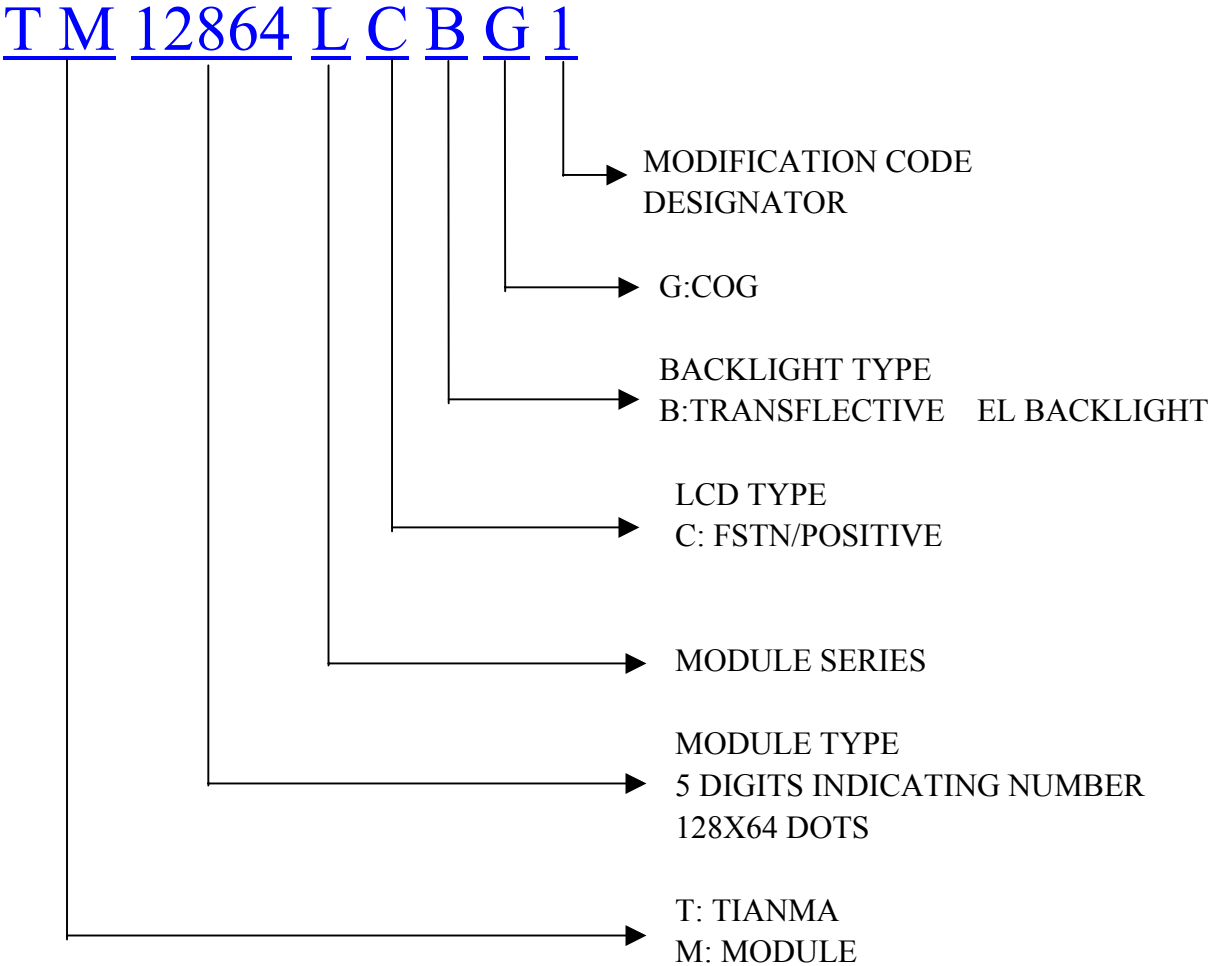 T M 12864 L C B G 1
MODIFICATION CODE
DESIGNATOR
G:COG
BACKLIGHT TYPE
B:TRANSFLECTIVE EL BACKLIGHT
LCD TYPE
C: FSTN/POSITIVE
MODULE SERIES
MODULE TYPE
5 DIGITS INDICATING NUMBER
128X64 DOTS
T: TIANMA
M: MODULE